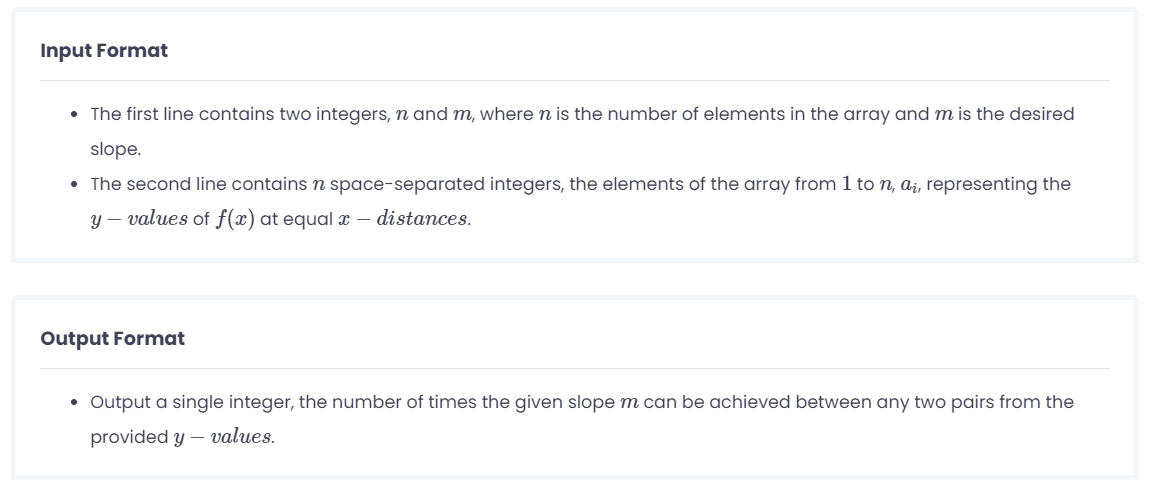 Input Format
• The first line contains two integers, n and m, where n is the number of elements in the array and m is the desired
slope.
• The second line contains n space-separated integers, the elements of the array from 1 to n, aᵢ, representing the
y − values of f(x) at equal x − distances.
Output Format
• Output a single integer, the number of times the given slope m can be achieved between any two pairs from the
provided y − values.